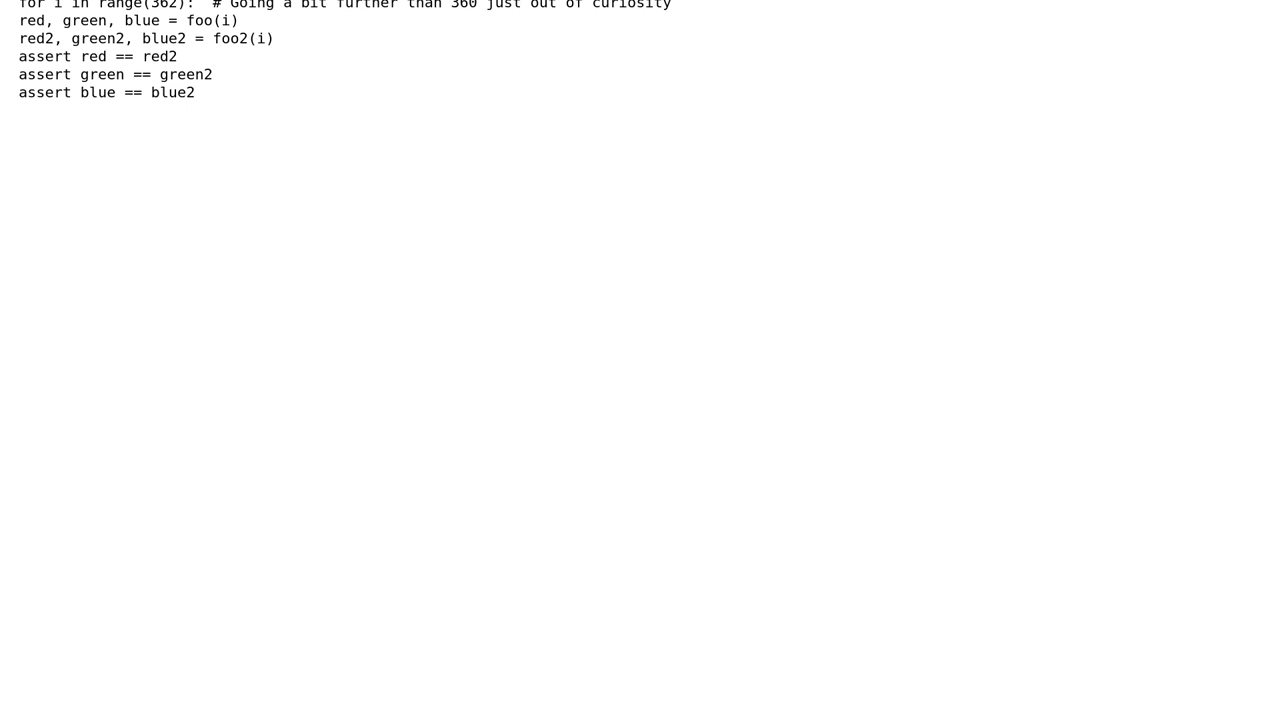 for i in range(362):  # Going a bit further than 360 just out of curiosity
red, green, blue = foo(i)
red2, green2, blue2 = foo2(i)
assert red == red2
assert green == green2
assert blue == blue2